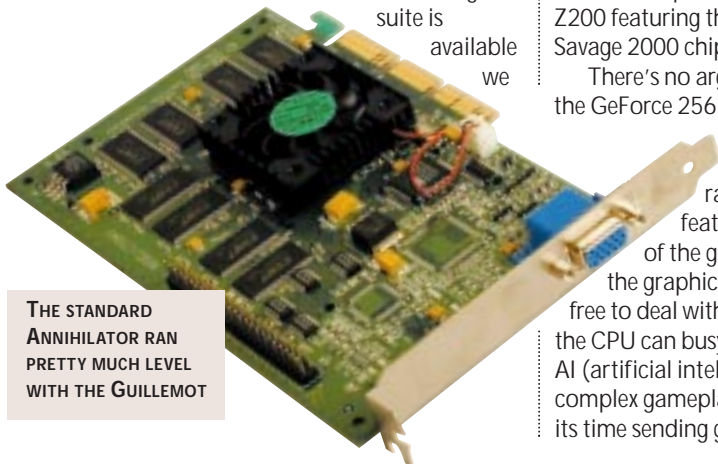 suite is
available
we
Z200 featuring th
Savage 2000 chip
There's no arg
the GeForce 256
ra
feat
of the g
the graphic
free to deal with
the CPU can busy
AI (artificial intel
complex gamepla
its time sending g
THE STANDARD
ANNIHILATOR RAN
PRETTY MUCH LEVEL
WITH THE GUILLEMOT